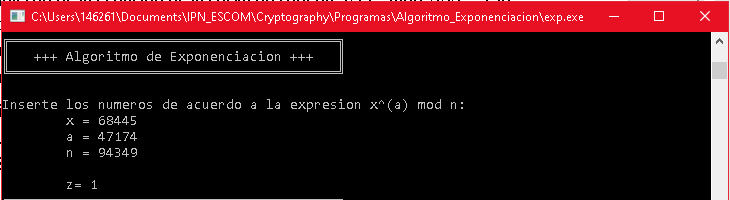 C:\Users\146261\Documents\IPN_ESCOM\Cryptography\Programas\Algoritmo_Exponenciacion\exp.exe
+++ Algoritmo de Exponenciacion +++
Inserte los numeros de acuerdo a la expresion x^(a) mod n:
x = 68445
a = 47174
n = 94349
z= 1